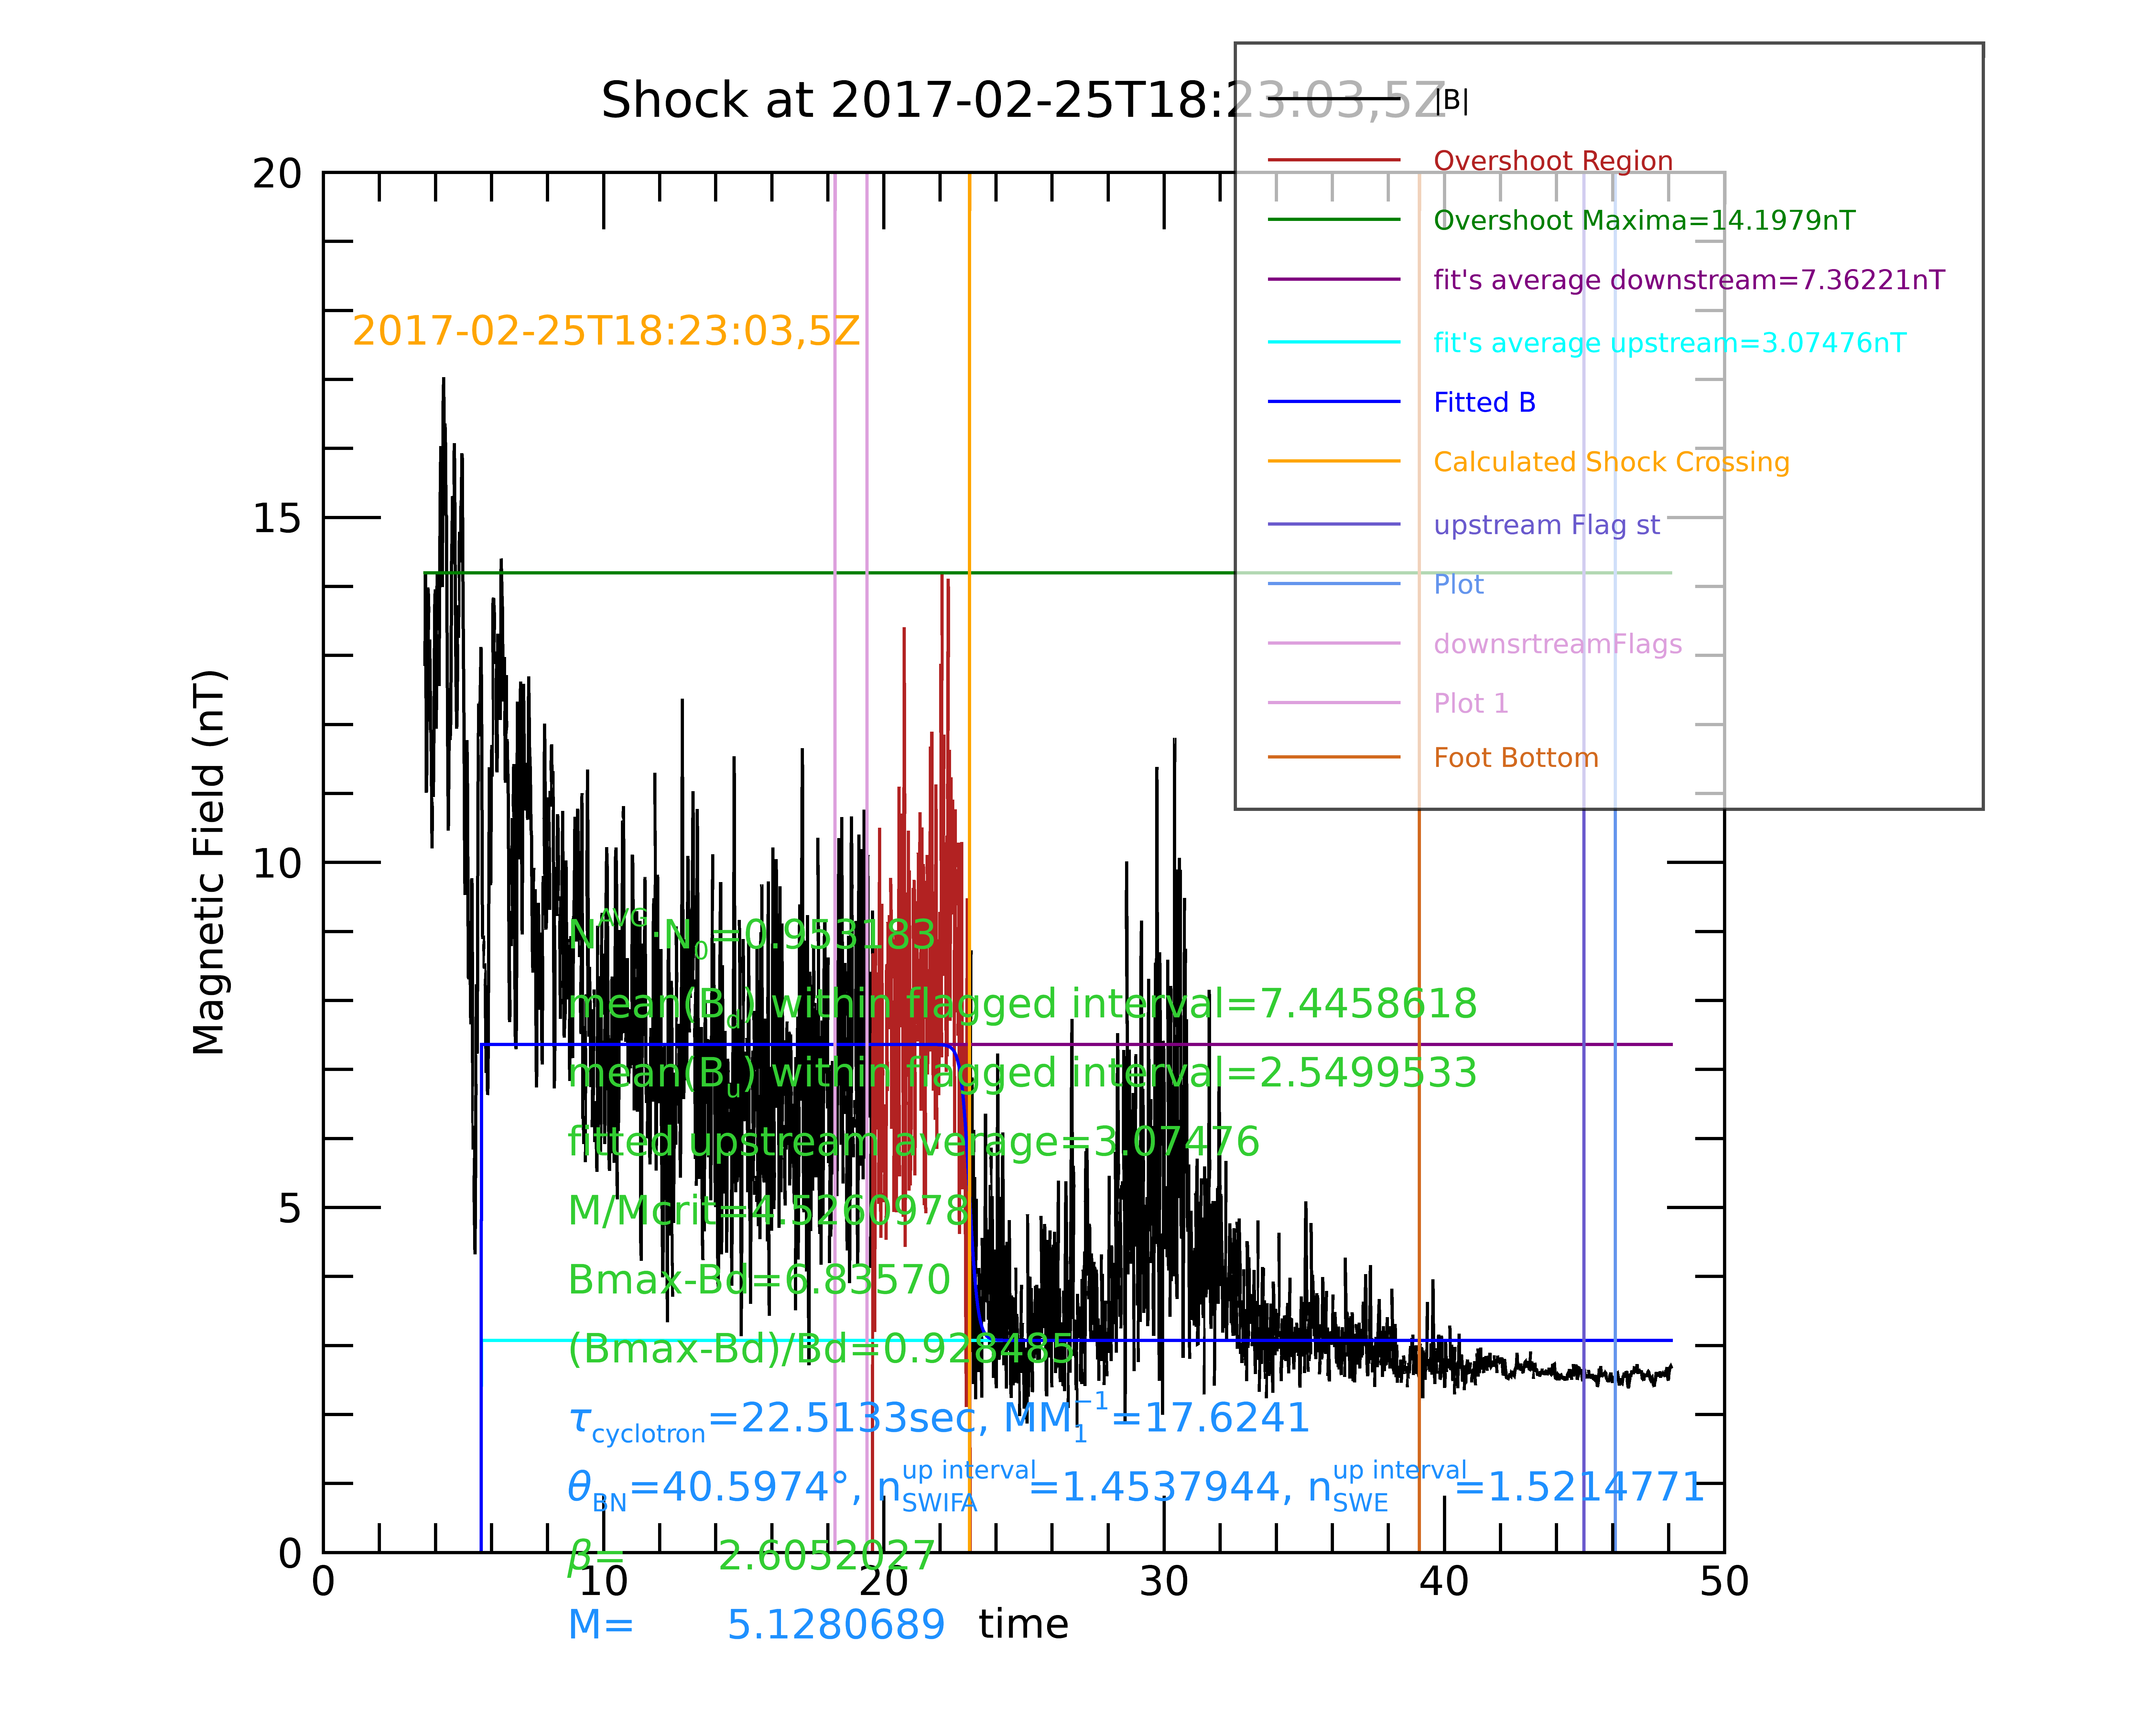 Shock at 2017-02-25T18:23:03,5Z
|B|
Overshoot Region
Overshoot Maxima=14.1979nT
fit's average downstream=7.36221nT
fit's average upstream=3.07476nT
Fitted B
Calculated Shock Crossing
upstream Flag st
Plot
downsrtreamFlags
Plot 1
Foot Bottom
2017-02-25T18:23:03,5Z
20
15
10
5
0
Magnetic Field (nT)
N^AVG·N_0=0.953183
mean(B_d) within flagged interval=7.4458618
mean(B_u) within flagged interval=2.5499533
fitted upstream average=3.07476
M/Mcrit=4.5260978
Bmax-Bd=6.83570
(Bmax-Bd)/Bd=0.928485
τ_cyclotron=22.5133sec, MM_1^−1=17.6241
θ_BN=40.5974°, n_SWIFA^up interval=1.4537944, n_SWE^up interval=1.5214771
β= 2.6052027
0 10 20 30 40 50
M= 5.1280689
time